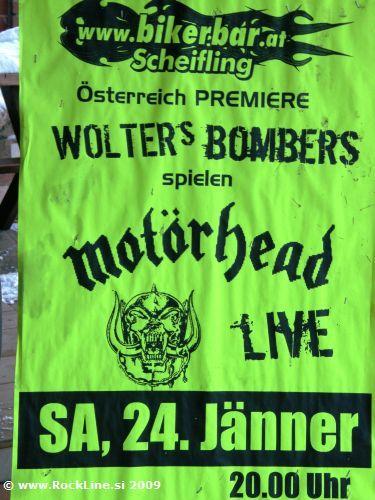 www.bikerbar.at
Scheifling
Österreich PREMIERE
WOLTERS BOMBERS
spielen
motörhead
LIVE
SA, 24. Jänner
20.00 Uhr
© www.RockLine.si 2009